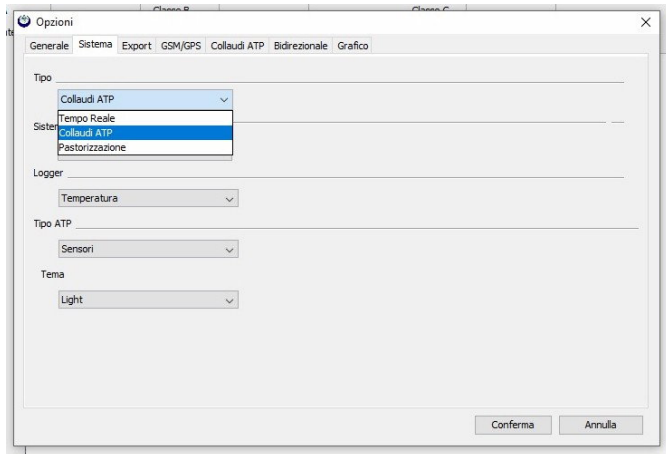 Classe B Classe C
Opzioni
Generale Sistema Export GSM/GPS Collaudi ATP Bidirezionale Grafico
Tipo
Collaudi ATP
Tempo Reale
Collaudi ATP
Pastorizzazione
Logger
Temperatura
Tipo ATP
Sensori
Tema
Light
Conferma Annulla